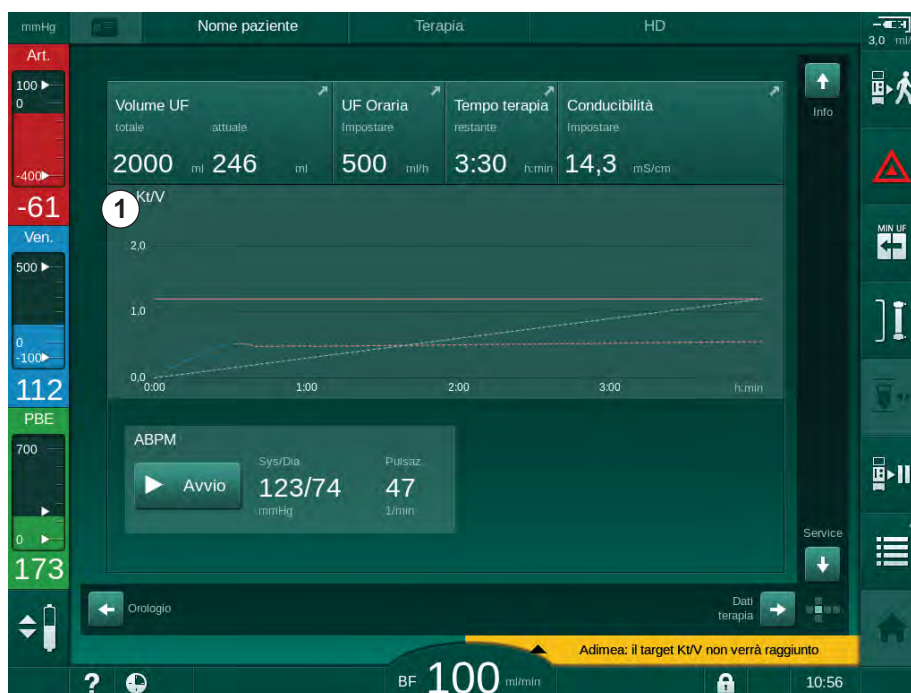 mmHg
Nome paziente
Terapia
HD
3,0 ml/
Art.
100
0
-400
-61
Ven.
500
0
-100
112
PBE
700
0
173
Volume UF
totale
attuale
2000 ml 246 ml
UF Oraria
Impostare
500 ml/h
Tempo terapia
restante
3:30 h:min
Conducibilità
Impostare
14,3 mS/cm
1
Kt/V
2,0
1,0
0,0
0:00
1:00
2:00
3:00
h:min
ABPM
Avvio
Sys/Dia
123/74
mmHg
Pulsaz.
47
1/min
Info
Service
MIN UF
Orologio
Dati
terapia
Adimea: il target Kt/V non verrà raggiunto
?
BF 100 ml/min
10:56